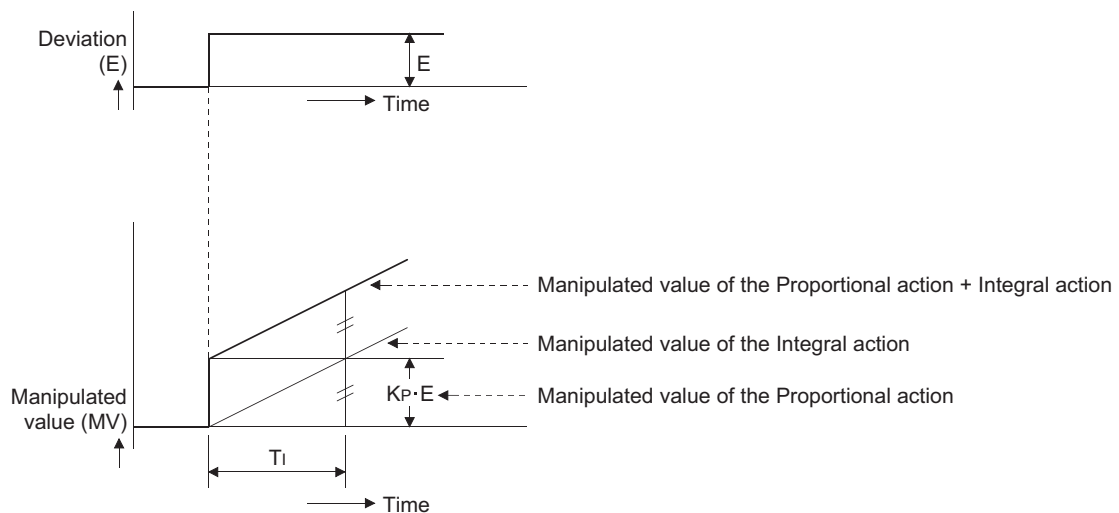 Deviation
(E)
E
Time
Manipulated value of the Proportional action + Integral action
Manipulated value of the Integral action
Manipulated
value (MV)
KP·E
Manipulated value of the Proportional action
TI
Time